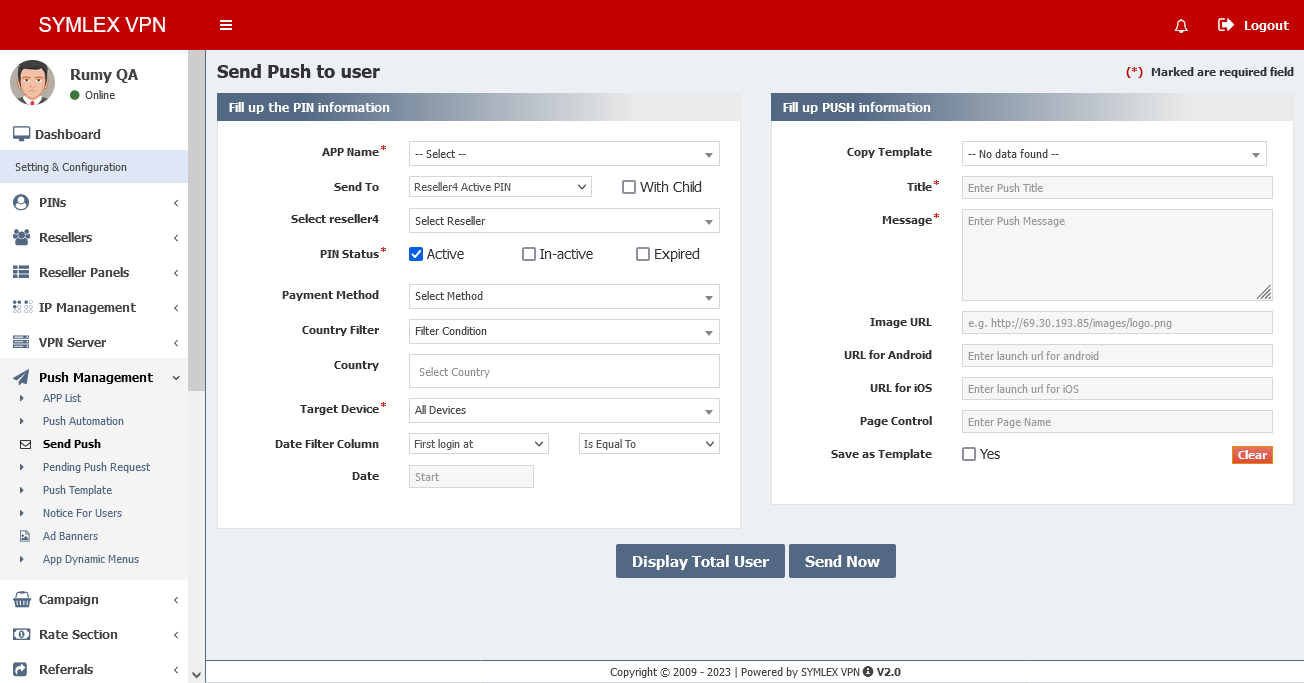 SYMLEX VPN
Logout
Rumy QA
Online
Dashboard
Setting & Configuration
PINs
Resellers
Reseller Panels
IP Management
VPN Server
Push Management
APP List
Push Automation
Send Push
Pending Push Request
Push Template
Notice For Users
Ad Banners
App Dynamic Menus
Campaign
Rate Section
Referrals
Send Push to user
(*) Marked are required field
Fill up the PIN information
APP Name* -- Select --
Send To Reseller4 Active PIN With Child
Select reseller4 Select Reseller
PIN Status* Active In-active Expired
Payment Method Select Method
Country Filter Filter Condition
Country Select Country
Target Device* All Devices
Date Filter Column First login at Is Equal To
Date Start
Fill up PUSH information
Copy Template -- No data found --
Title* Enter Push Title
Message* Enter Push Message
Image URL e.g. http://69.30.193.85/images/logo.png
URL for Android Enter launch url for android
URL for iOS Enter launch url for iOS
Page Control Enter Page Name
Save as Template Yes Clear
Display Total User Send Now
Copyright © 2009 - 2023 | Powered by SYMLEX VPN V2.0